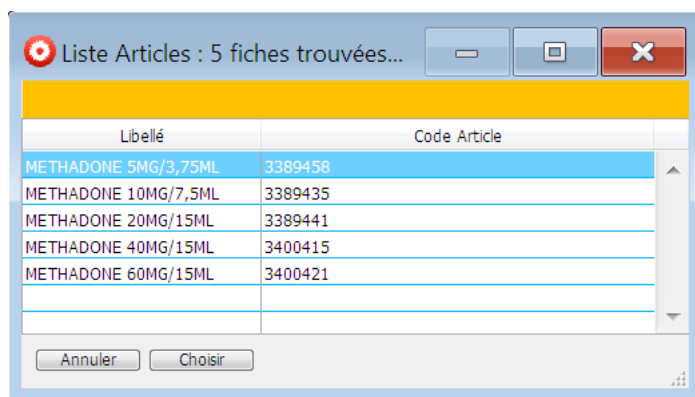 Liste Articles : 5 fiches trouvées...
Libellé Code Article
METHADONE 5MG/3,75ML 3389458
METHADONE 10MG/7,5ML 3389435
METHADONE 20MG/15ML 3389441
METHADONE 40MG/15ML 3400415
METHADONE 60MG/15ML 3400421
Annuler Choisir